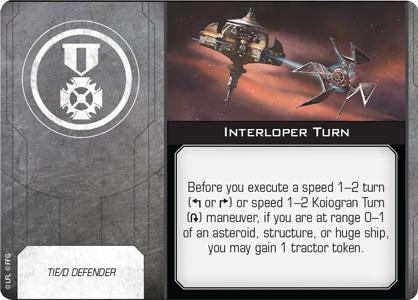 INTERLOPER TURN
Before you execute a speed 1–2 turn
(↰ or ↱) or speed 1–2 Koiogran Turn
(↷) maneuver, if you are at range 0–1
of an asteroid, structure, or huge ship,
you may gain 1 tractor token.
TIE/D DEFENDER
© LFL © FFG